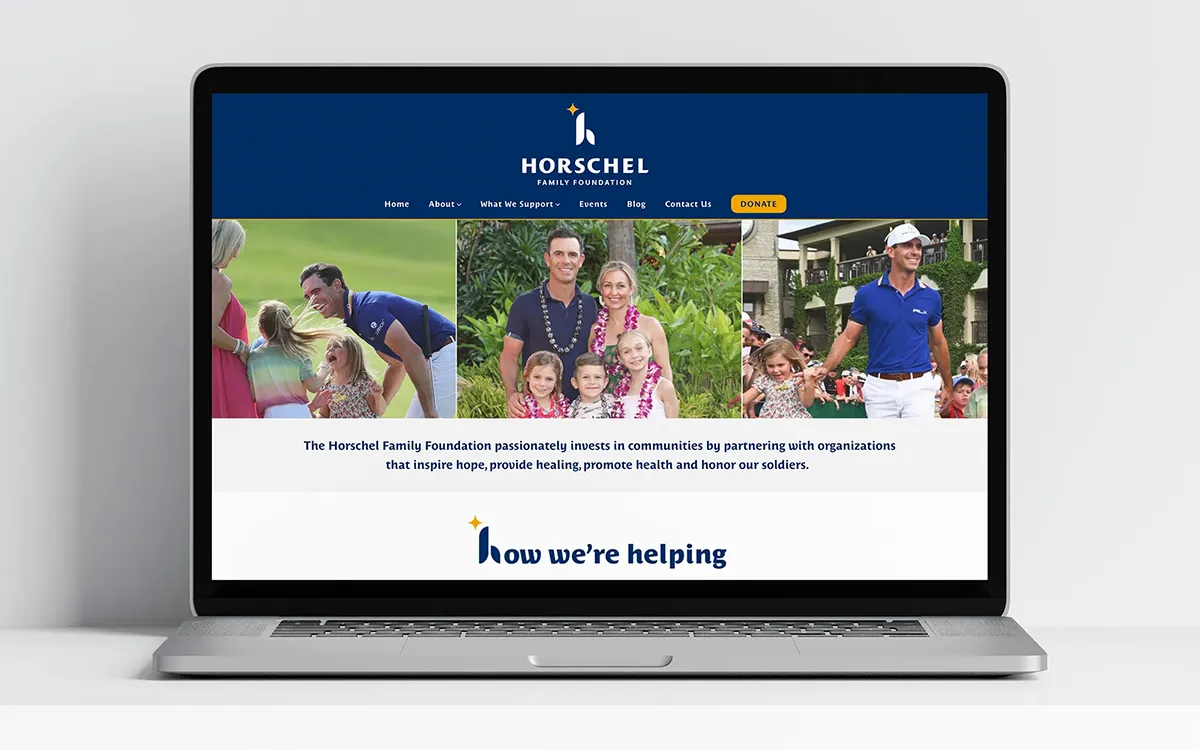 HORSCHEL
FAMILY FOUNDATION
Home About What We Support Events Blog Contact Us DONATE
RLX
The Horschel Family Foundation passionately invests in communities by partnering with organizations
that inspire hope, provide healing, promote health and honor our soldiers.
how we're helping